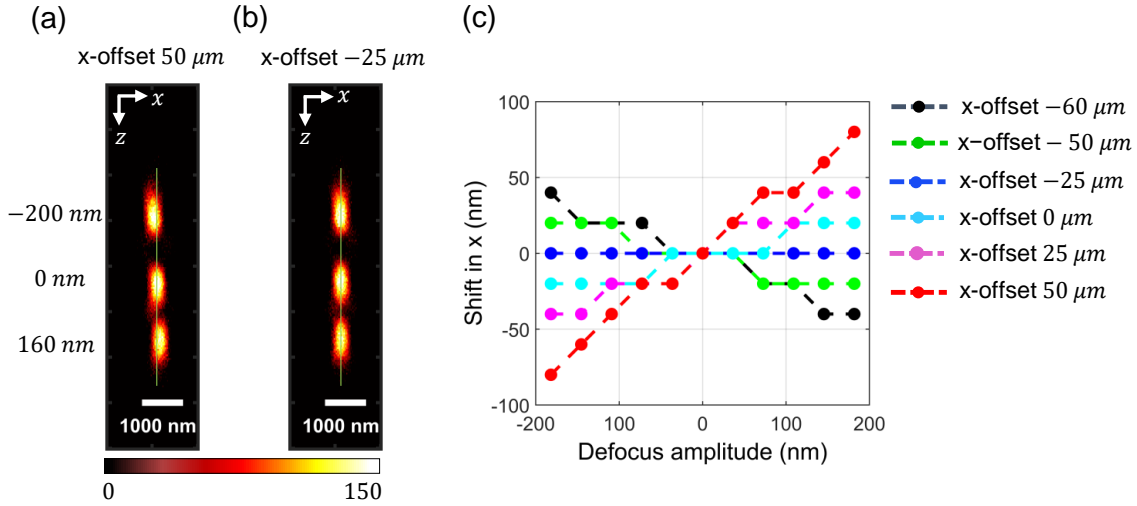 (a)
x-offset 50 μm
x
z
−200 nm
0 nm
160 nm
1000 nm
(b)
x-offset −25 μm
x
z
1000 nm
0
150
(c)
100
50
0
-50
-100
-200
100
0
100
200
Shift in x (nm)
Defocus amplitude (nm)
x-offset −60 μm
x−offset − 50 μm
x-offset −25 μm
x-offset 0 μm
x-offset 25 μm
x-offset 50 μm